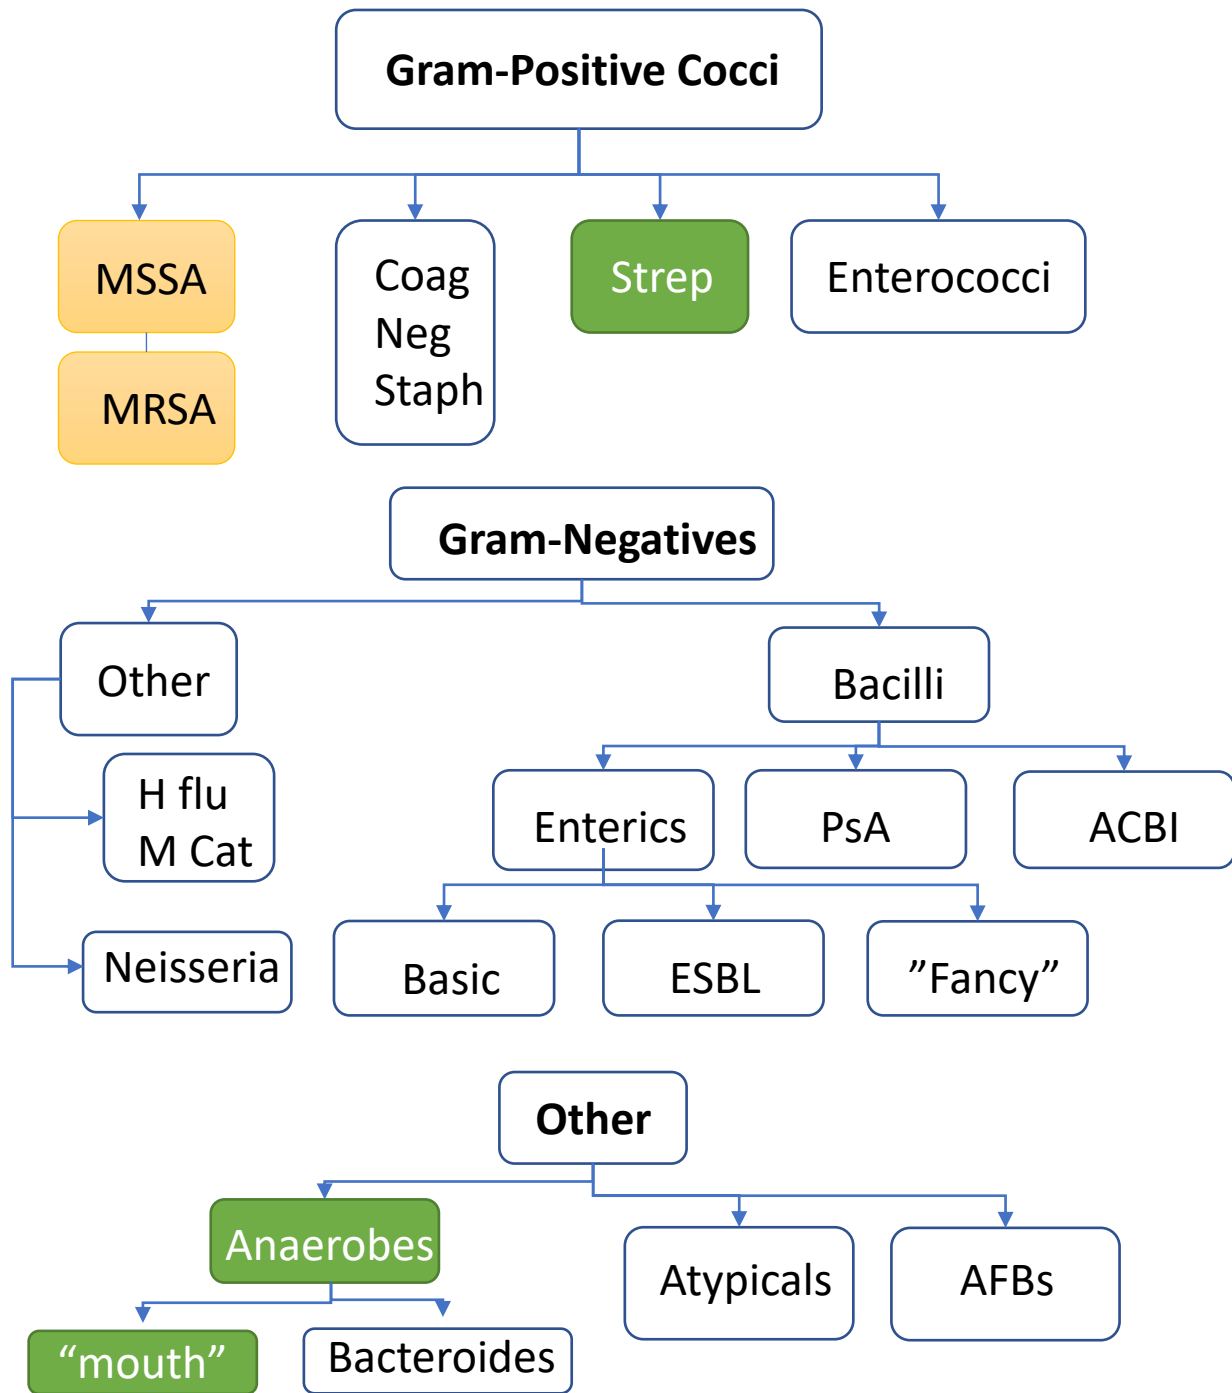 Gram-Positive Cocci
MSSA
MRSA
Coag
Neg
Staph
Strep
Enterococci
Gram-Negatives
Other
H flu
M Cat
Neisseria
Bacilli
Enterics
PsA
ACBI
Basic
ESBL
”Fancy”
Other
Anaerobes
“mouth”
Bacteroides
Atypicals
AFBs